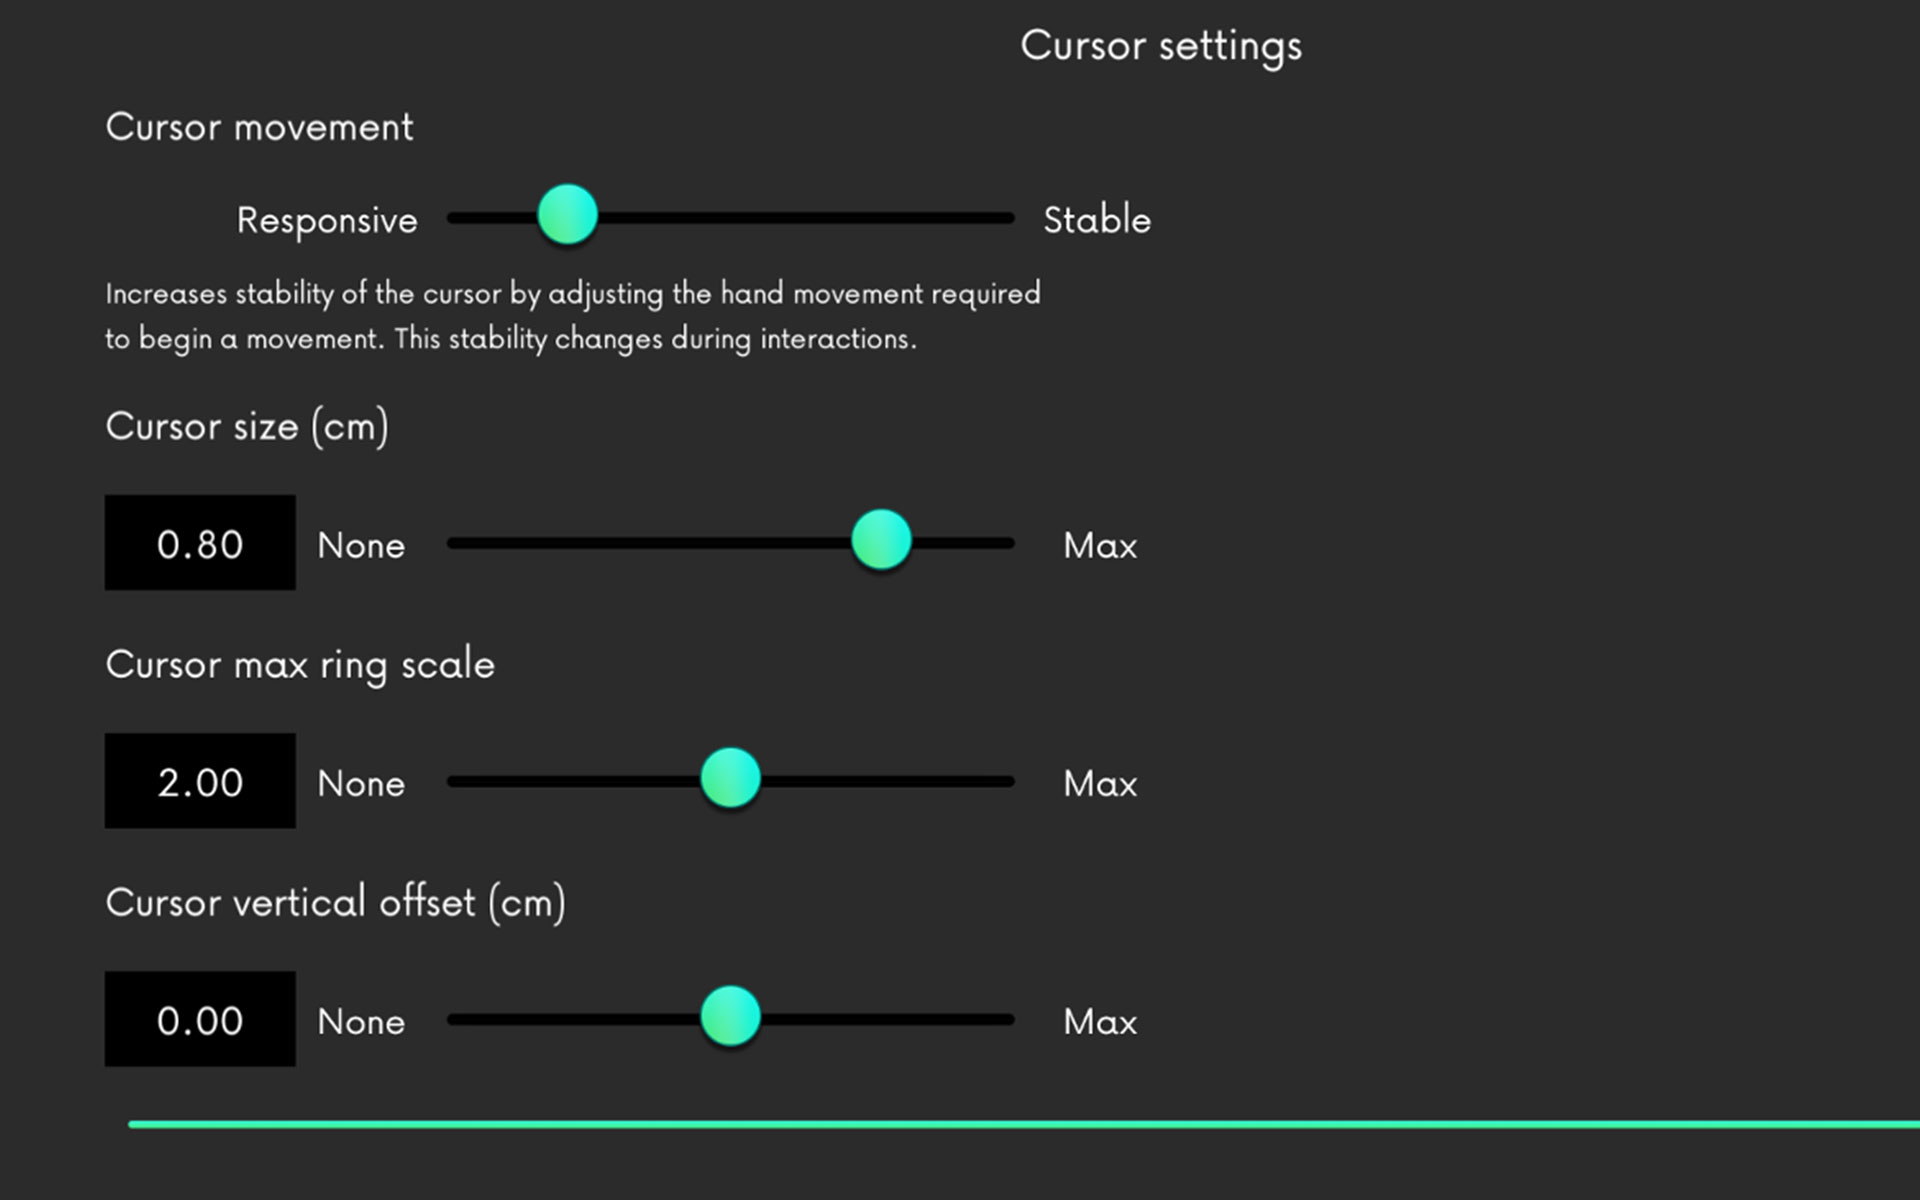 Cursor settings
Cursor movement
Responsive Stable
Increases stability of the cursor by adjusting the hand movement required
to begin a movement. This stability changes during interactions.
Cursor size (cm)
0.80 None Max
Cursor max ring scale
2.00 None Max
Cursor vertical offset (cm)
0.00 None Max